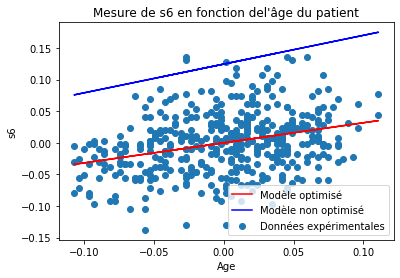 Mesure de s6 en fonction del'âge du patient
0.15
0.10
0.05
0.00
−0.05
−0.10
−0.15
s6
−0.10
−0.05
0.00
0.05
0.10
Age
Modèle optimisé
Modèle non optimisé
Données expérimentales